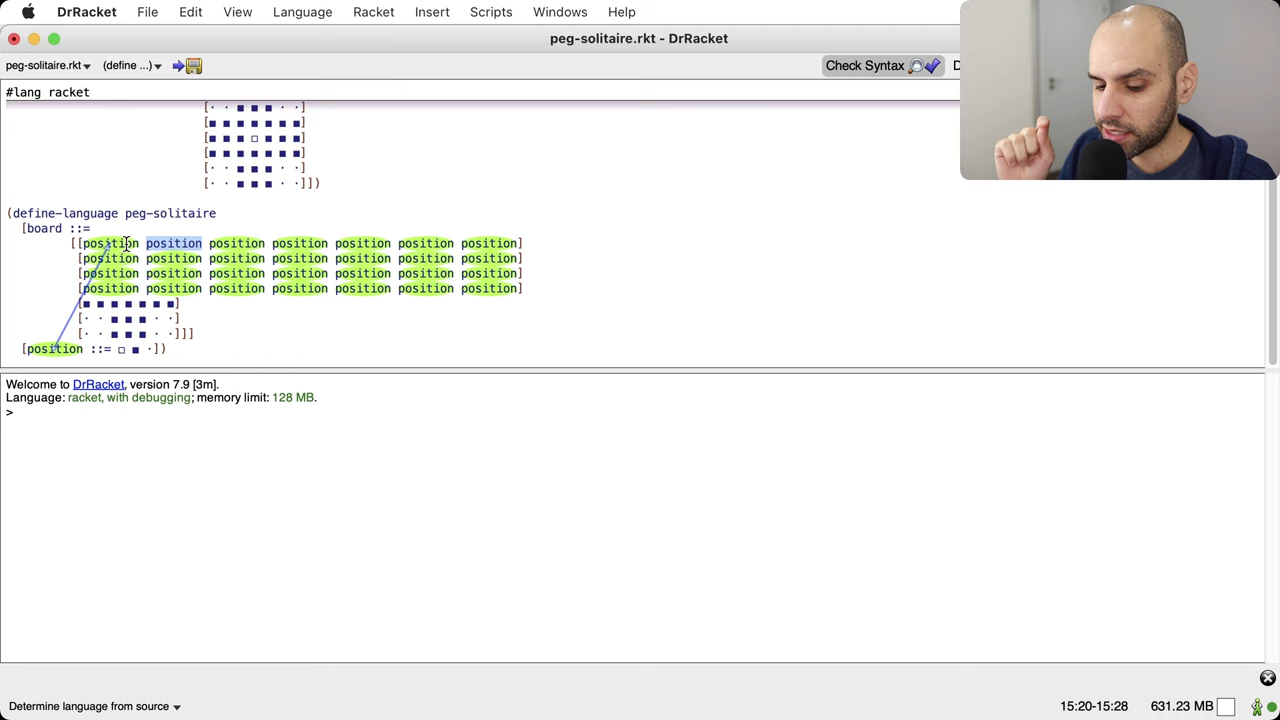 DrRacket File Edit View Language Racket Insert Scripts Windows Help
peg-solitaire.rkt - DrRacket
peg-solitaire.rkt▾ (define ...)▾ Check Syntax
#lang racket
[· · ■ ■ ■ · ·]
[■ ■ ■ ■ ■ ■ ■]
[■ ■ ■ □ ■ ■ ■]
[■ ■ ■ ■ ■ ■ ■]
[· · ■ ■ ■ · ·]
[· · ■ ■ ■ · ·]])
(define-language peg-solitaire
[board ::=
[[position position position position position position position]
[position position position position position position position]
[position position position position position position position]
[position position position position position position position]
[■ ■ ■ ■ ■ ■ ■]
[· · ■ ■ ■ · ·]
[· · ■ ■ ■ · ·]]]
[position ::= □ ■ ·])
Welcome to DrRacket, version 7.9 [3m].
Language: racket, with debugging; memory limit: 128 MB.
>
Determine language from source ▾ 15:20-15:28 631.23 MB